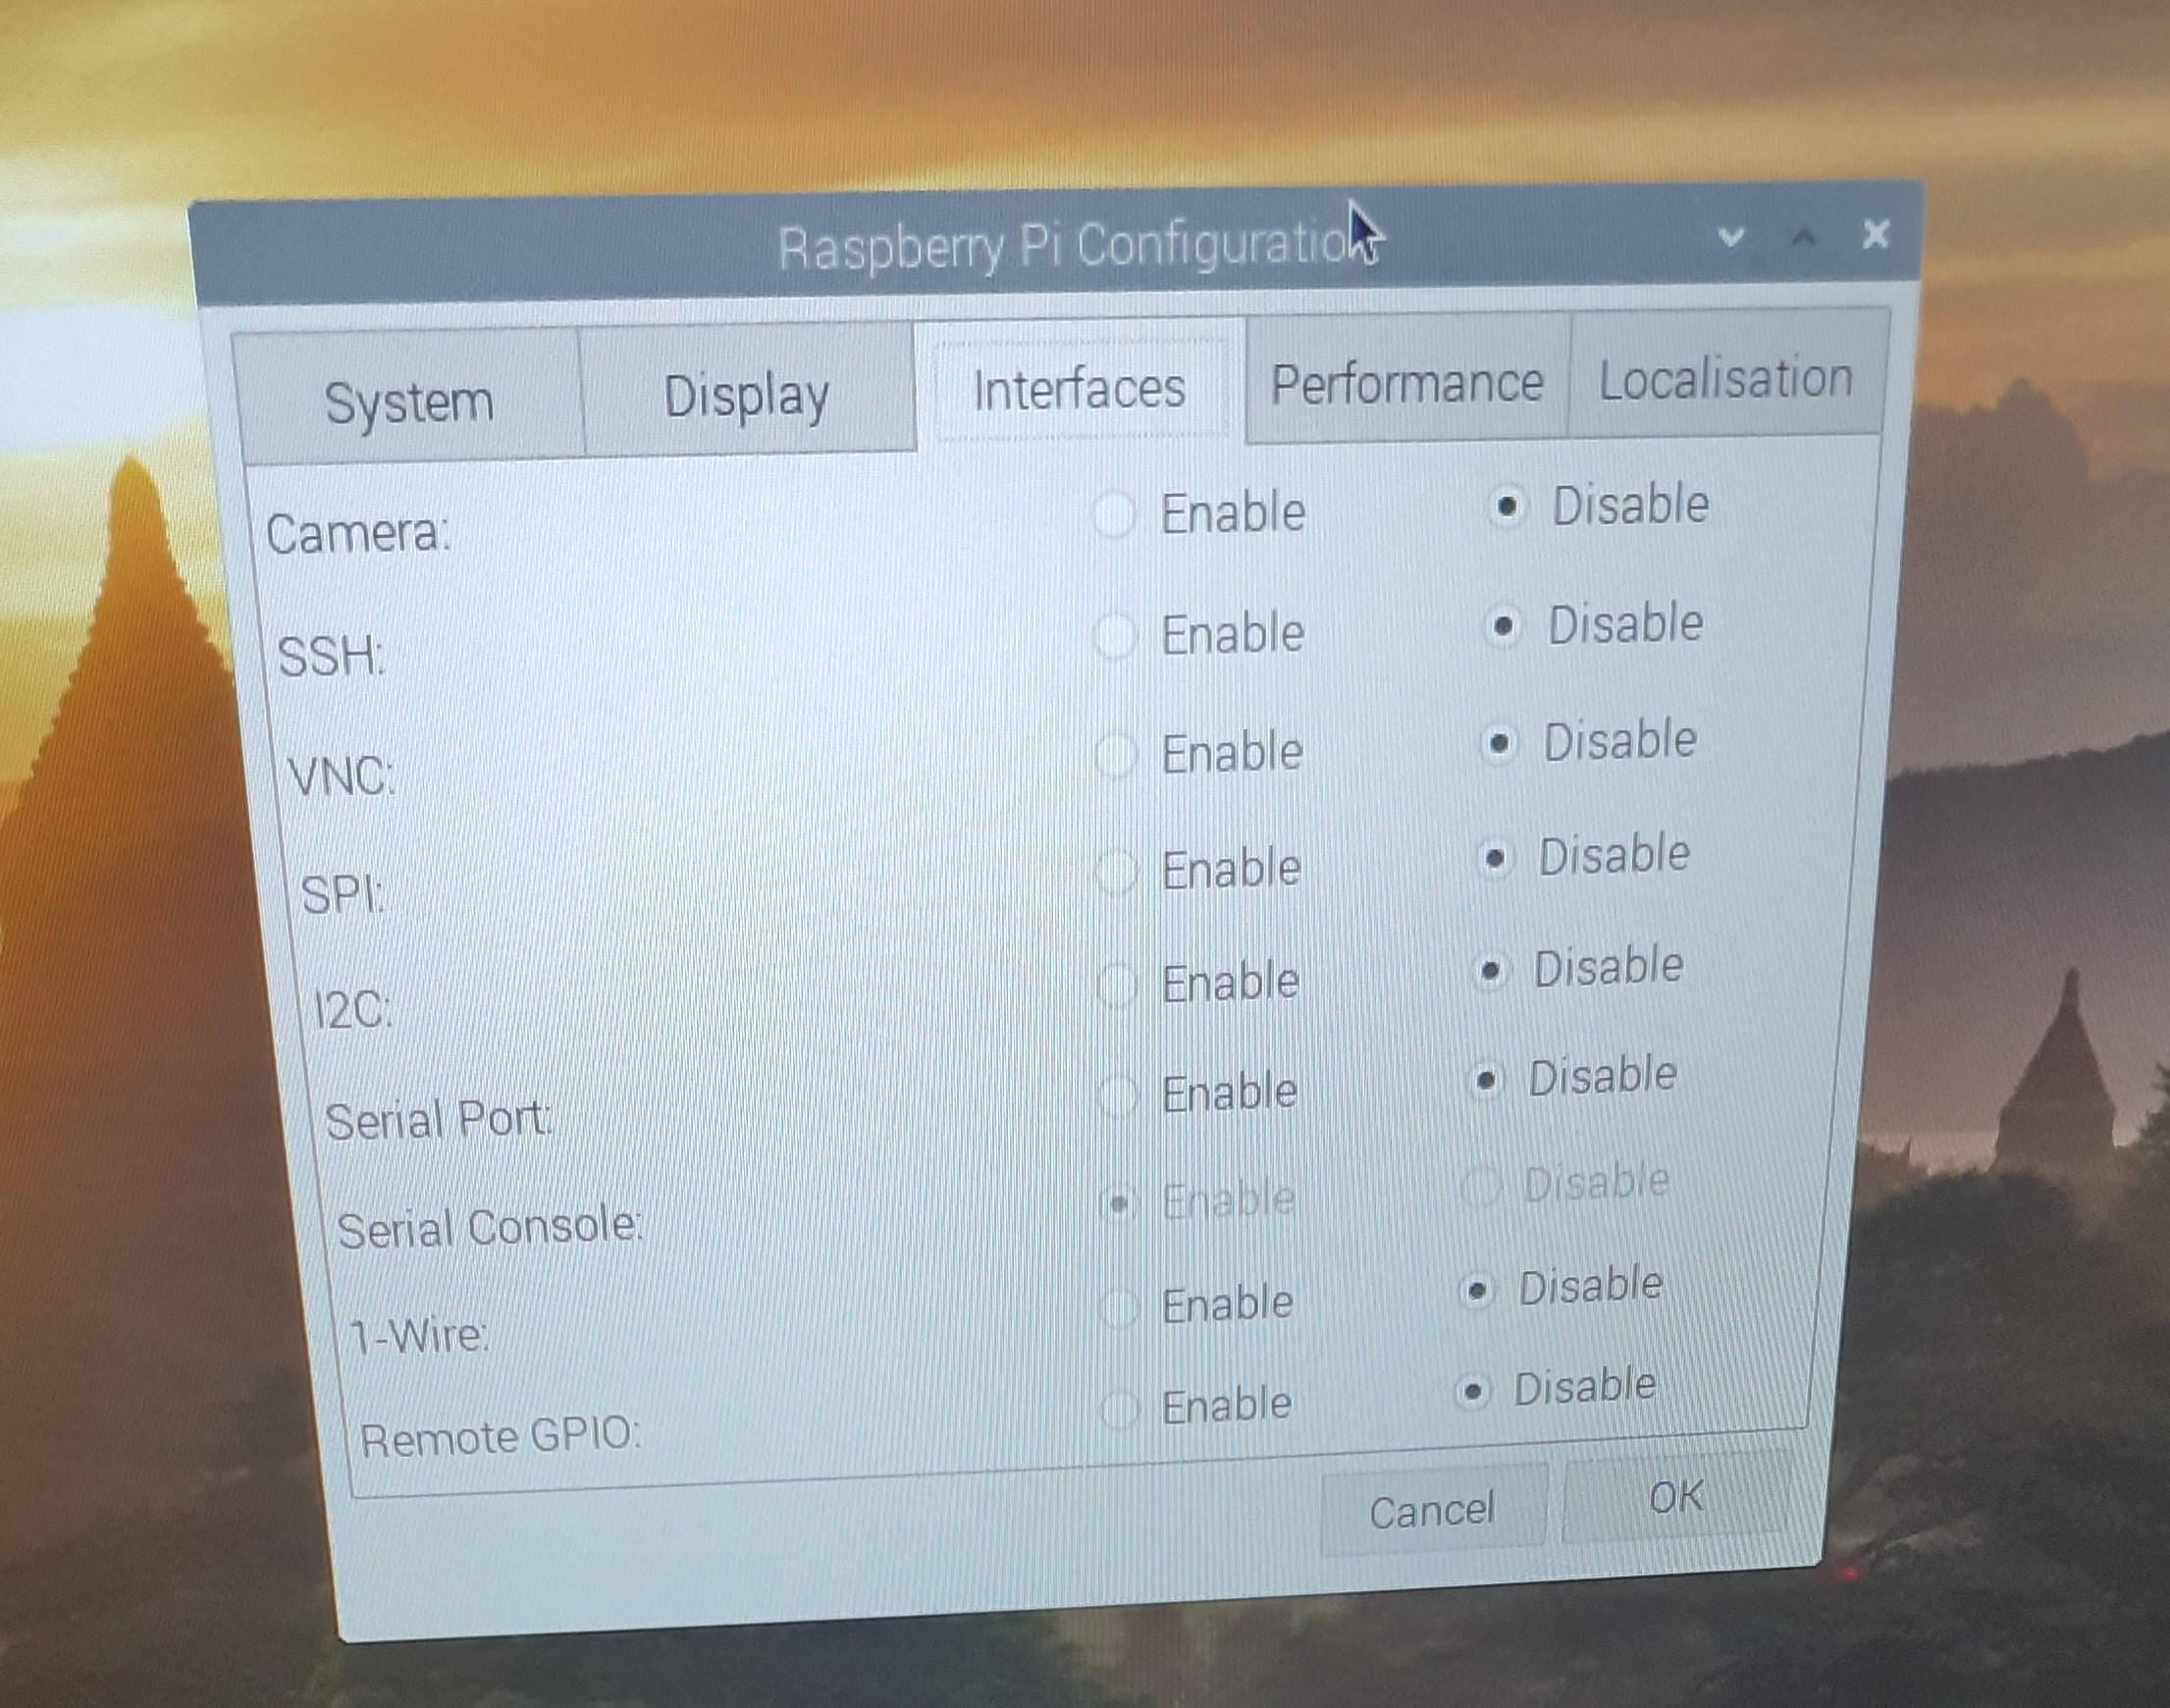 Raspberry Pi Configuration
System Display Interfaces Performance Localisation
Camera: Enable Disable
SSH: Enable Disable
VNC: Enable Disable
SPI: Enable Disable
I2C: Enable Disable
Serial Port: Enable Disable
Serial Console: Enable Disable
1-Wire: Enable Disable
Remote GPIO: Enable Disable
Cancel OK